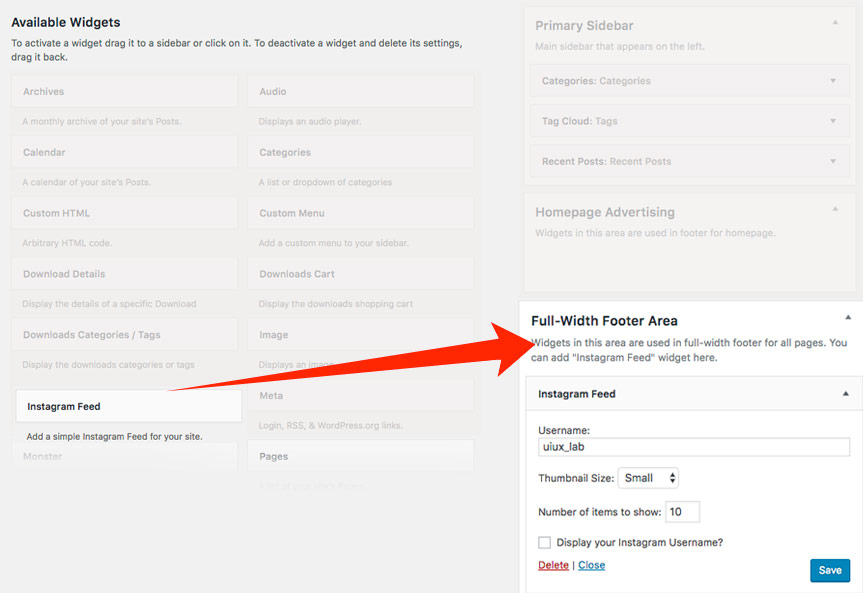 Available Widgets
To activate a widget drag it to a sidebar or click on it. To deactivate a widget and delete its settings,
drag it back.
Archives
A monthly archive of your site's Posts.
Audio
Displays an audio player.
Calendar
A calendar of your site's Posts.
Categories
A list or dropdown of categories
Custom HTML
Arbitrary HTML code.
Custom Menu
Add a custom menu to your sidebar.
Download Details
Display the details of a specific Download
Downloads Cart
Display the downloads shopping cart
Downloads Categories / Tags
Display the downloads categories or tags
Image
Displays an image.
Instagram Feed
Add a simple Instagram Feed for your site.
Meta
Login, RSS, & WordPress.org links.
Monster
Pages
A list of your site's Pages.
Primary Sidebar
Main sidebar that appears on the left.
Categories: Categories
Tag Cloud: Tags
Recent Posts: Recent Posts
Homepage Advertising
Widgets in this area are used in footer for homepage.
Full-Width Footer Area
Widgets in this area are used in full-width footer for all pages. You
can add "Instagram Feed" widget here.
Instagram Feed
Username:
uiux_lab
Thumbnail Size: Small
Number of items to show: 10
Display your Instagram Username?
Delete | Close
Save